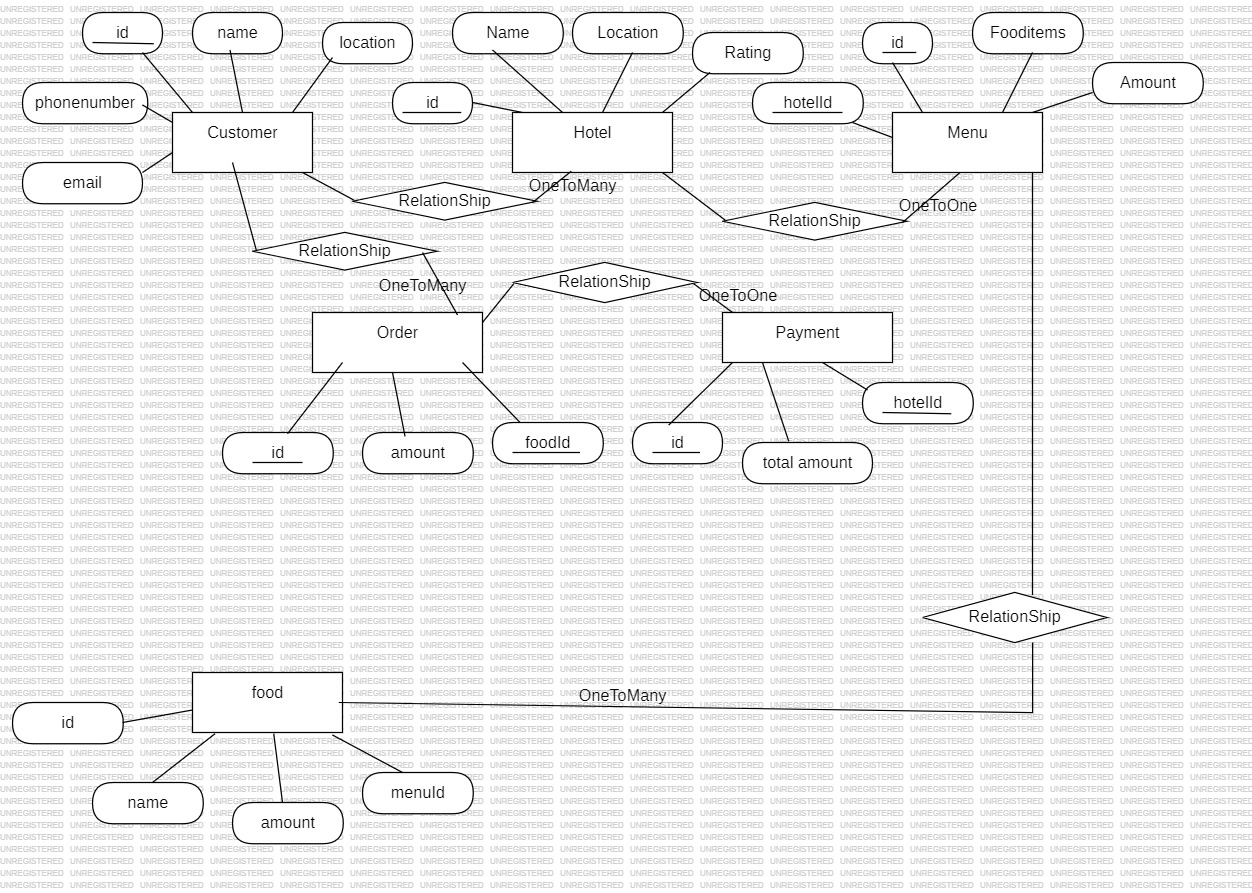 id
name
location
phonenumber
email
Customer
Name
Location
Rating
id
Hotel
id
Fooditems
hotelId
Amount
Menu
RelationShip
OneToMany
RelationShip
OneToOne
RelationShip
OneToMany
RelationShip
OneToOne
Order
Payment
id
amount
foodId
id
total amount
hotelId
RelationShip
OneToMany
food
id
name
amount
menuId
UNREGISTERED